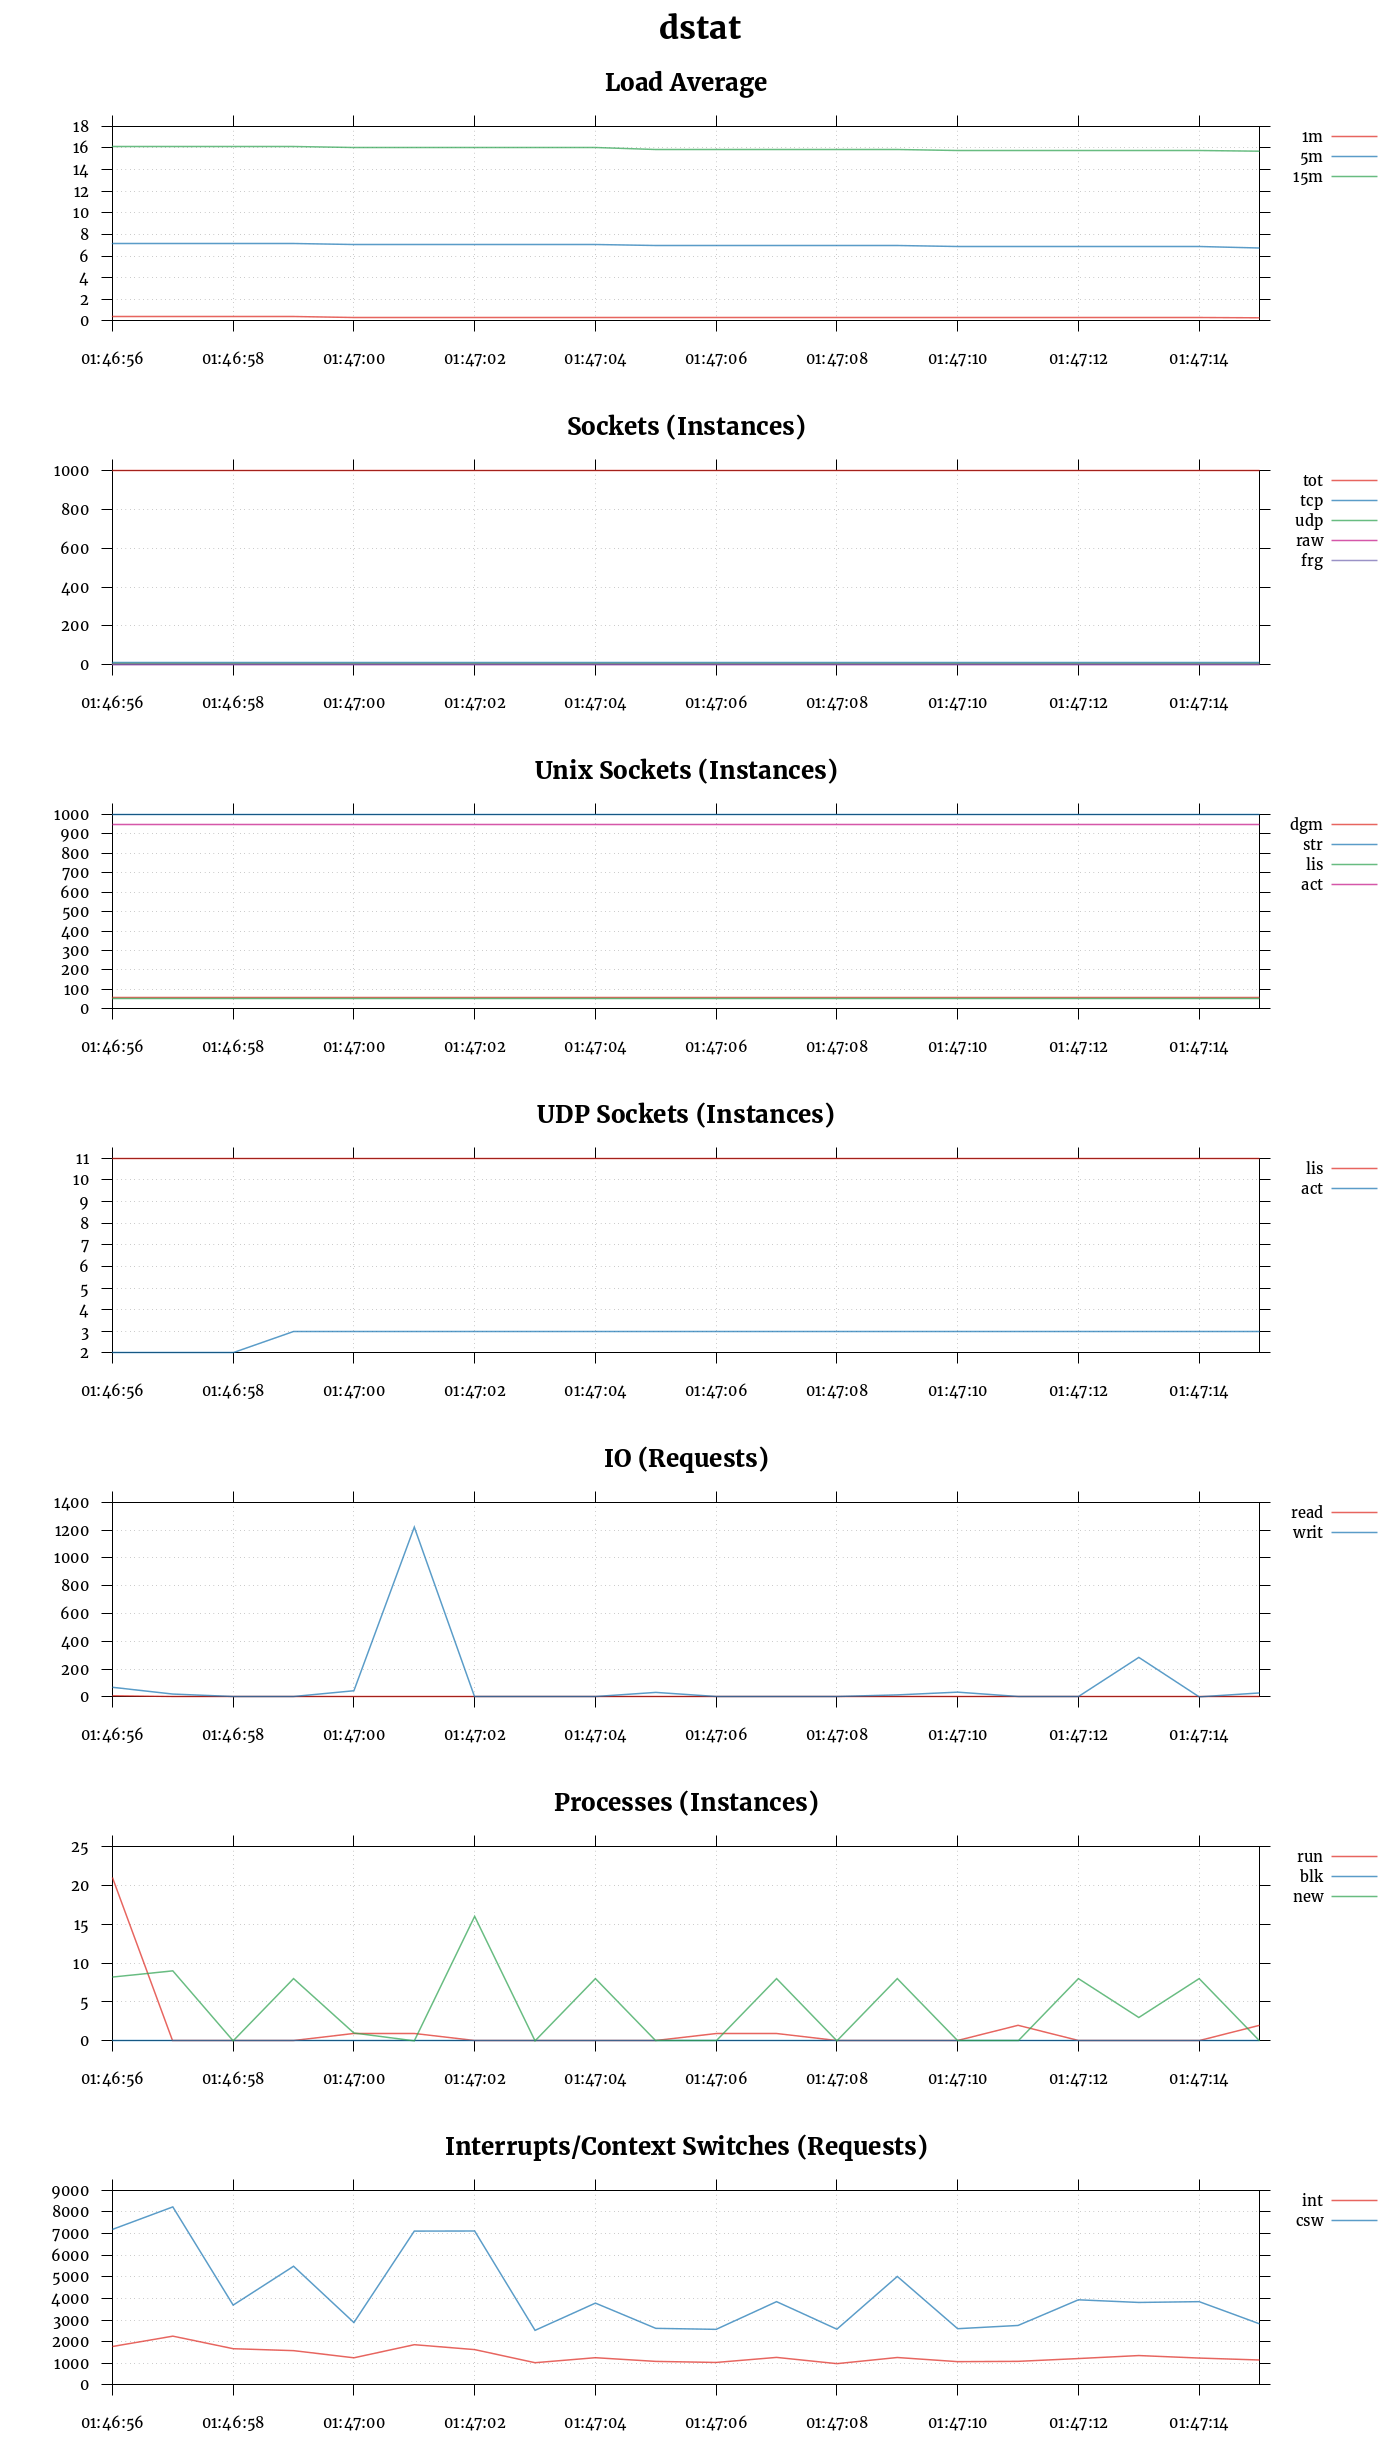 dstat
Load Average
18
16
14
12
10
8
6
4
2
0
1m
5m
15m
01:46:56 01:46:58 01:47:00 01:47:02 01:47:04 01:47:06 01:47:08 01:47:10 01:47:12 01:47:14
Sockets (Instances)
1000
800
600
400
200
0
tot
tcp
udp
raw
frg
01:46:56 01:46:58 01:47:00 01:47:02 01:47:04 01:47:06 01:47:08 01:47:10 01:47:12 01:47:14
Unix Sockets (Instances)
1000
900
800
700
600
500
400
300
200
100
0
dgm
str
lis
act
01:46:56 01:46:58 01:47:00 01:47:02 01:47:04 01:47:06 01:47:08 01:47:10 01:47:12 01:47:14
UDP Sockets (Instances)
11
10
9
8
7
6
5
4
3
2
lis
act
01:46:56 01:46:58 01:47:00 01:47:02 01:47:04 01:47:06 01:47:08 01:47:10 01:47:12 01:47:14
IO (Requests)
1400
1200
1000
800
600
400
200
0
read
writ
01:46:56 01:46:58 01:47:00 01:47:02 01:47:04 01:47:06 01:47:08 01:47:10 01:47:12 01:47:14
Processes (Instances)
25
20
15
10
5
0
run
blk
new
01:46:56 01:46:58 01:47:00 01:47:02 01:47:04 01:47:06 01:47:08 01:47:10 01:47:12 01:47:14
Interrupts/Context Switches (Requests)
9000
8000
7000
6000
5000
4000
3000
2000
1000
0
int
csw
01:46:56 01:46:58 01:47:00 01:47:02 01:47:04 01:47:06 01:47:08 01:47:10 01:47:12 01:47:14